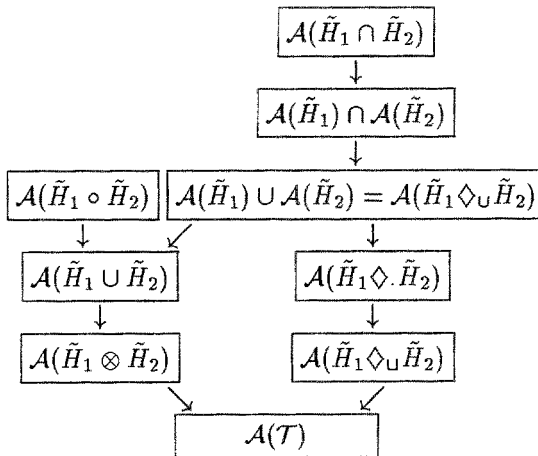 𝒜(H̃₁ ∩ H̃₂)
𝒜(H̃₁) ∩ 𝒜(H̃₂)
𝒜(H̃₁ ∘ H̃₂) 𝒜(H̃₁) ∪ 𝒜(H̃₂) = 𝒜(H̃₁◇∪H̃₂)
𝒜(H̃₁ ∪ H̃₂) 𝒜(H̃₁◇.H̃₂)
𝒜(H̃₁ ⊗ H̃₂) 𝒜(H̃₁◇⊔H̃₂)
𝒜(𝒯)